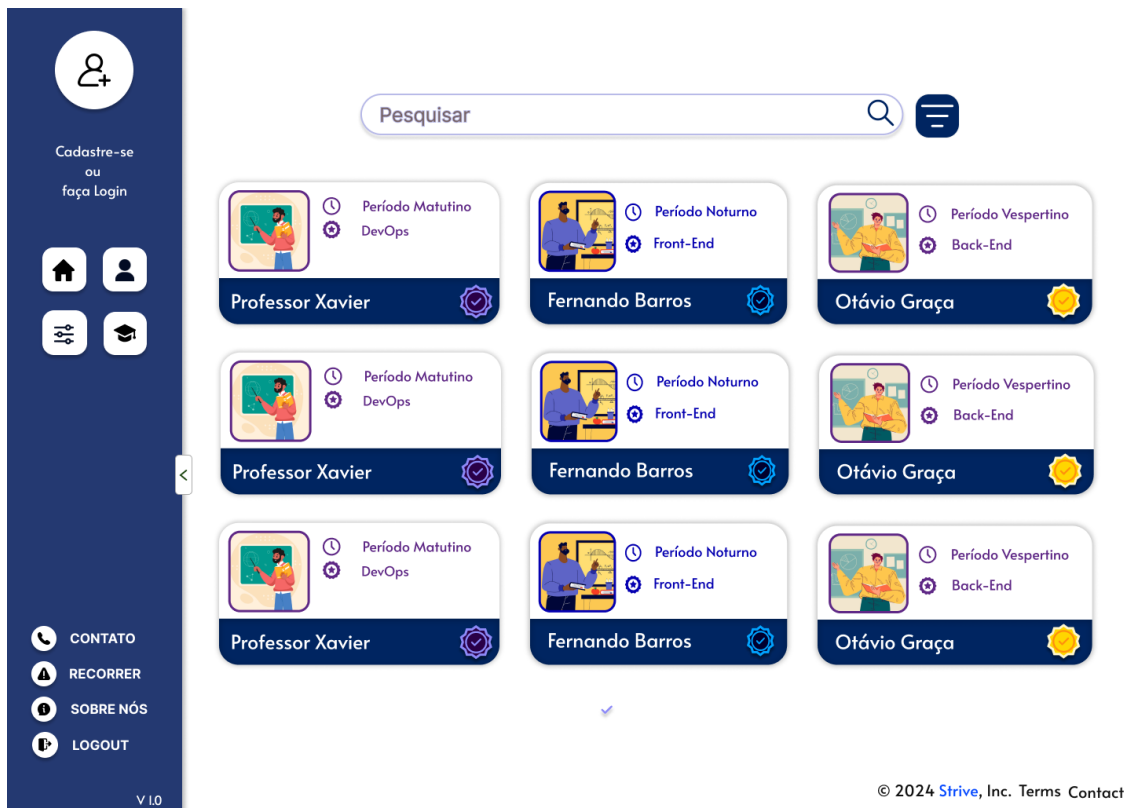 Cadastre-se
ou
faça Login
CONTATO
RECORRER
SOBRE NÓS
LOGOUT
V 1.0
Pesquisar
Período Matutino
DevOps
Professor Xavier
Período Noturno
Front-End
Fernando Barros
Período Vespertino
Back-End
Otávio Graça
Período Matutino
DevOps
Professor Xavier
Período Noturno
Front-End
Fernando Barros
Período Vespertino
Back-End
Otávio Graça
Período Matutino
DevOps
Professor Xavier
Período Noturno
Front-End
Fernando Barros
Período Vespertino
Back-End
Otávio Graça
© 2024 Strive, Inc. Terms Contact